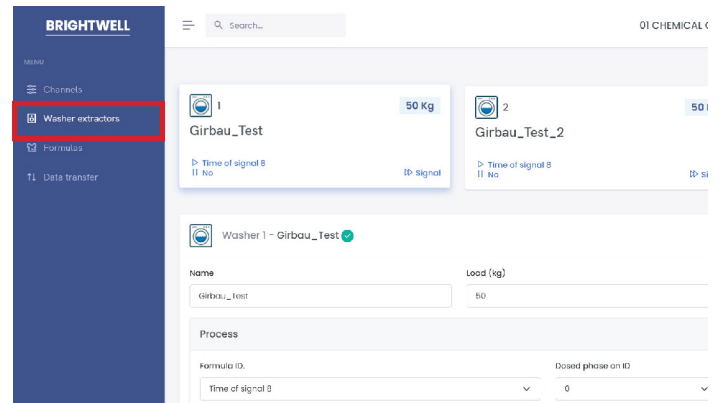 BRIGHTWELL
Search...
01 CHEMICAL
MENU
Channels
Washer extractors
Formulas
Data transfer
1
50 Kg
Girbau_Test
Time of signal 8
No
Signal
2
50
Girbau_Test_2
Time of signal 8
No
Washer 1 - Girbau_Test
Name
Load (kg)
Girbau_Test
50
Process
Formula ID.
Dosed phase on ID
Time of signal 8
0